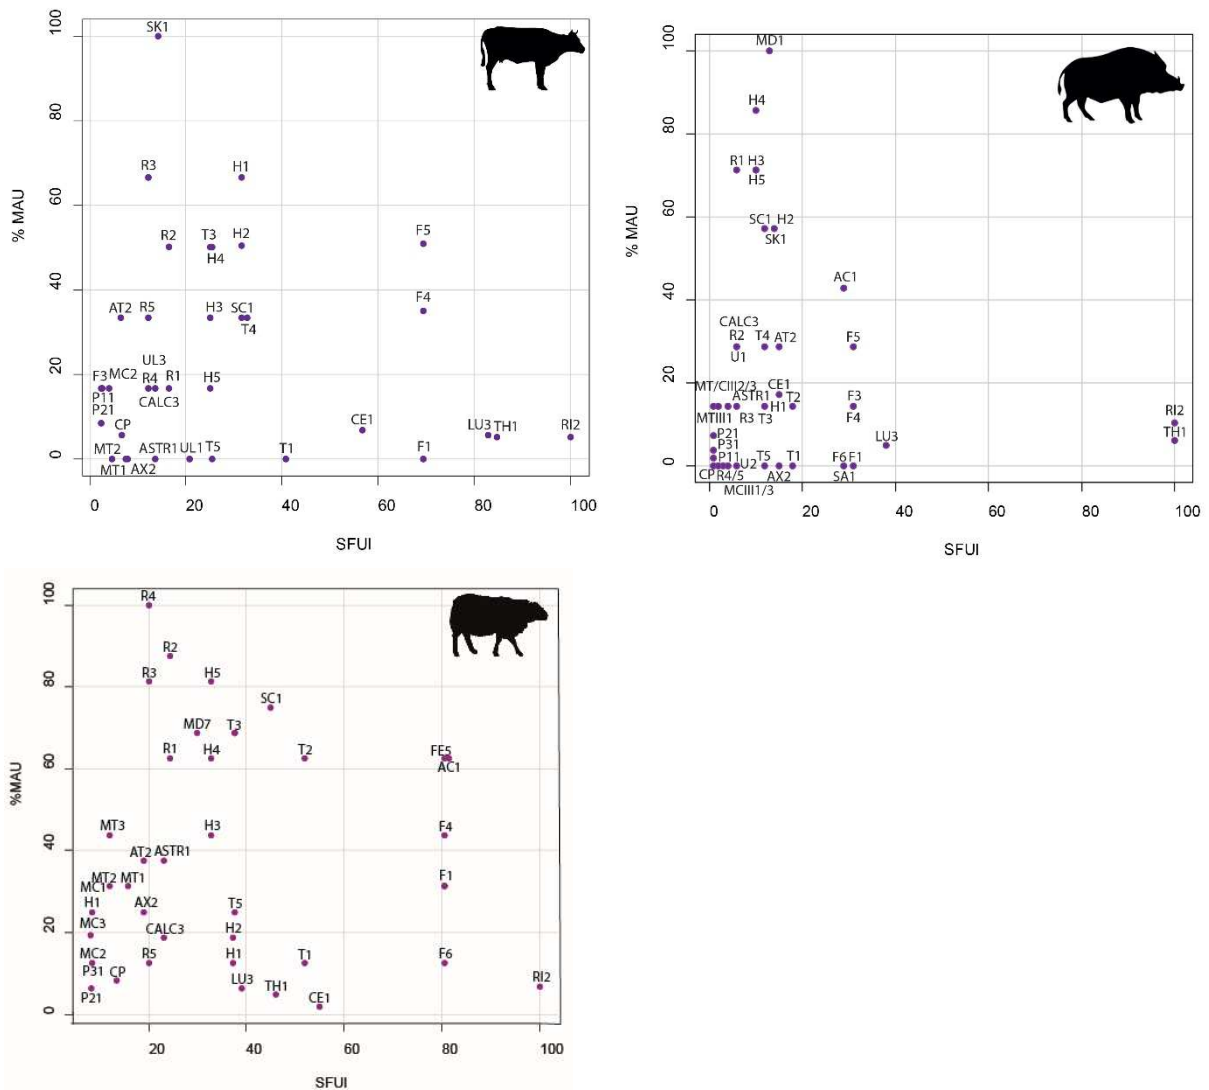 SK1
R3 H1
R2 T3 H2
H4
F5
F4
AT2 R5 H3 SC1
T4
UL3
F3 MC2 R4 R1 H5
P11 CALC3
P21
CP
CE1 LU3 TH1 RI2
MT2 ASTR1 UL1 T5 T1 F1
MT1 AX2
0 20 40 60 80 100
% MAU
0 20 40 60 80 100
SFUI
MD1
H4
R1 H3
H5
SC1 H2
SK1
AC1
CALC3
R2 T4 AT2 F5
U1
MT/CIII2/3 CE1
ASTR1 T2 F3
MTIII1 R3 T3 H1 F4
RI2
TH1
LU3
P21
P31
P11 U2 T5 T1 F6 F1
CP R4/5 AX2 SA1
MCIII1/3
0 20 40 60 80 100
% MAU
0 20 40 60 80 100
SFUI
R4
R2
R3 H5
SC1
MD7 T3
R1 H4 T2 FE5
AC1
MT3 H3 F4
AT2 ASTR1
MT2 MT1 F1
MC1
H1 AX2 T5
MC3 CALC3 H2
MC2 R5 H1 T1 F6
P31 CP
P21 LU3 TH1 CE1 RI2
0 20 40 60 80 100
%MAU
20 40 60 80 100
SFUI